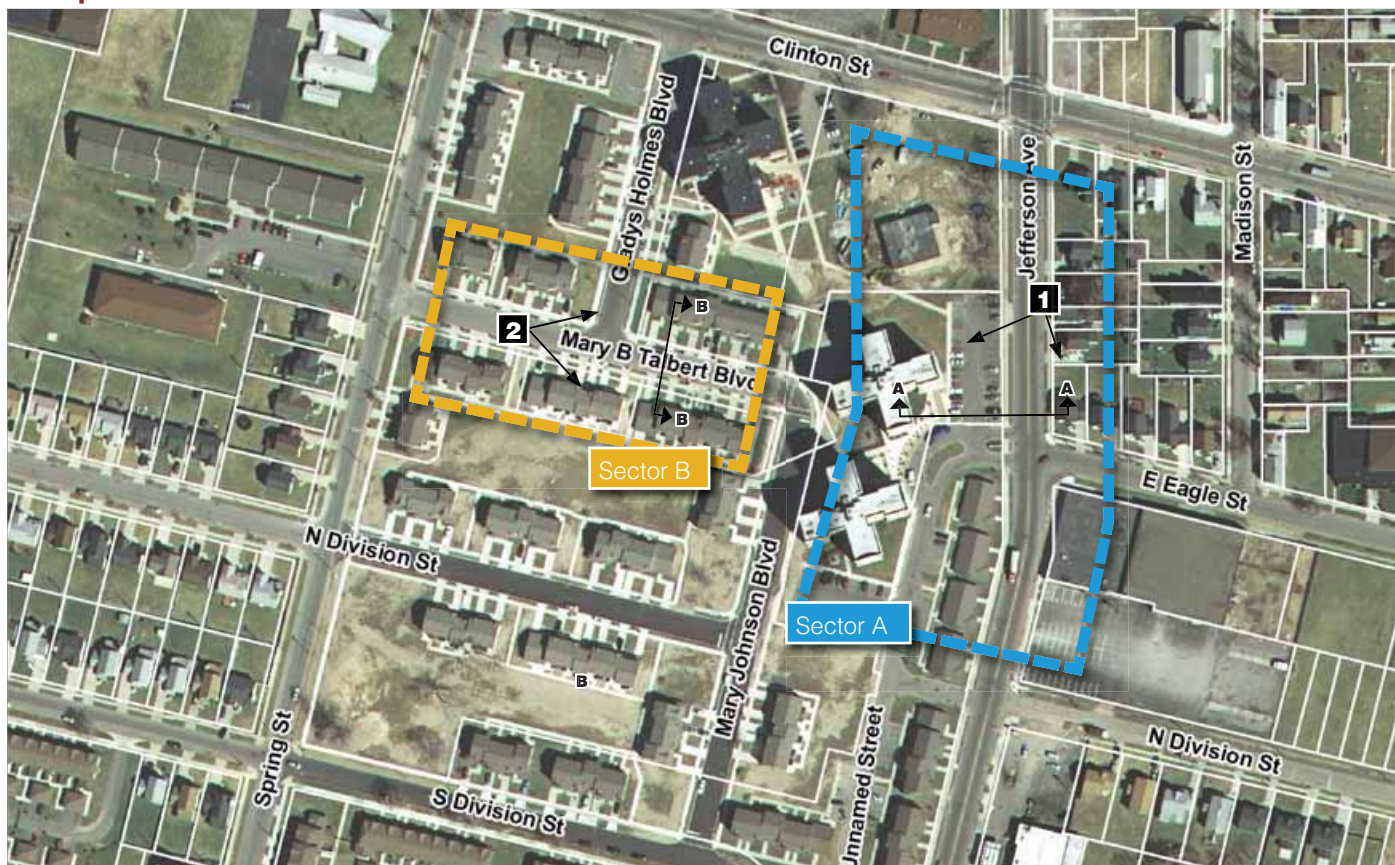 Clinton St
Gladys Holmes Blvd
Jefferson Ave
Madison St
1
2
B
Mary B Talbert Blvd
A
A
B
Sector B
E Eagle St
N Division St
Mary Johnson Blvd
Sector A
B
Spring St
N Division St
S Division St
Unnamed Street